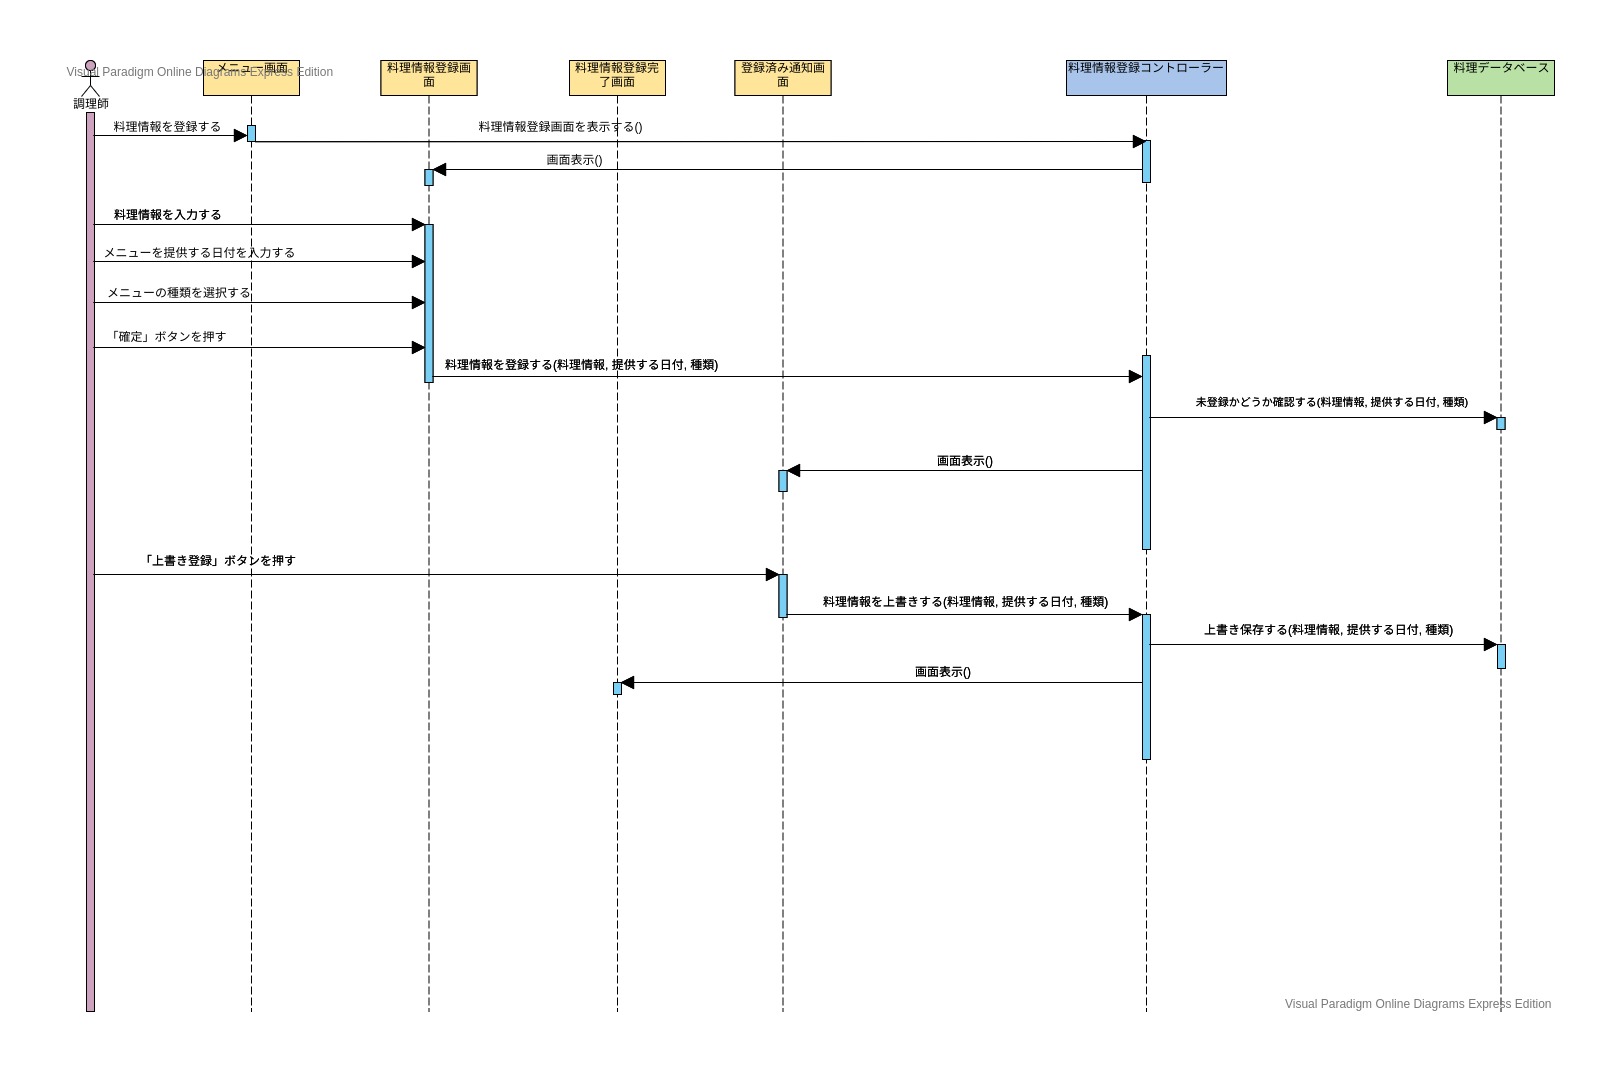 Visual Paradigm Online Diagrams Express Edition
調理師
メニュー画面
料理情報登録画
面
料理情報登録完
了画面
登録済み通知画
面
料理情報登録コントローラー
料理データベース
料理情報を登録する
料理情報登録画面を表示する()
画面表示()
料理情報を入力する
メニューを提供する日付を入力する
メニューの種類を選択する
「確定」ボタンを押す
料理情報を登録する(料理情報, 提供する日付, 種類)
未登録かどうか確認する(料理情報, 提供する日付, 種類)
画面表示()
「上書き登録」ボタンを押す
料理情報を上書きする(料理情報, 提供する日付, 種類)
上書き保存する(料理情報, 提供する日付, 種類)
画面表示()
Visual Paradigm Online Diagrams Express Edition